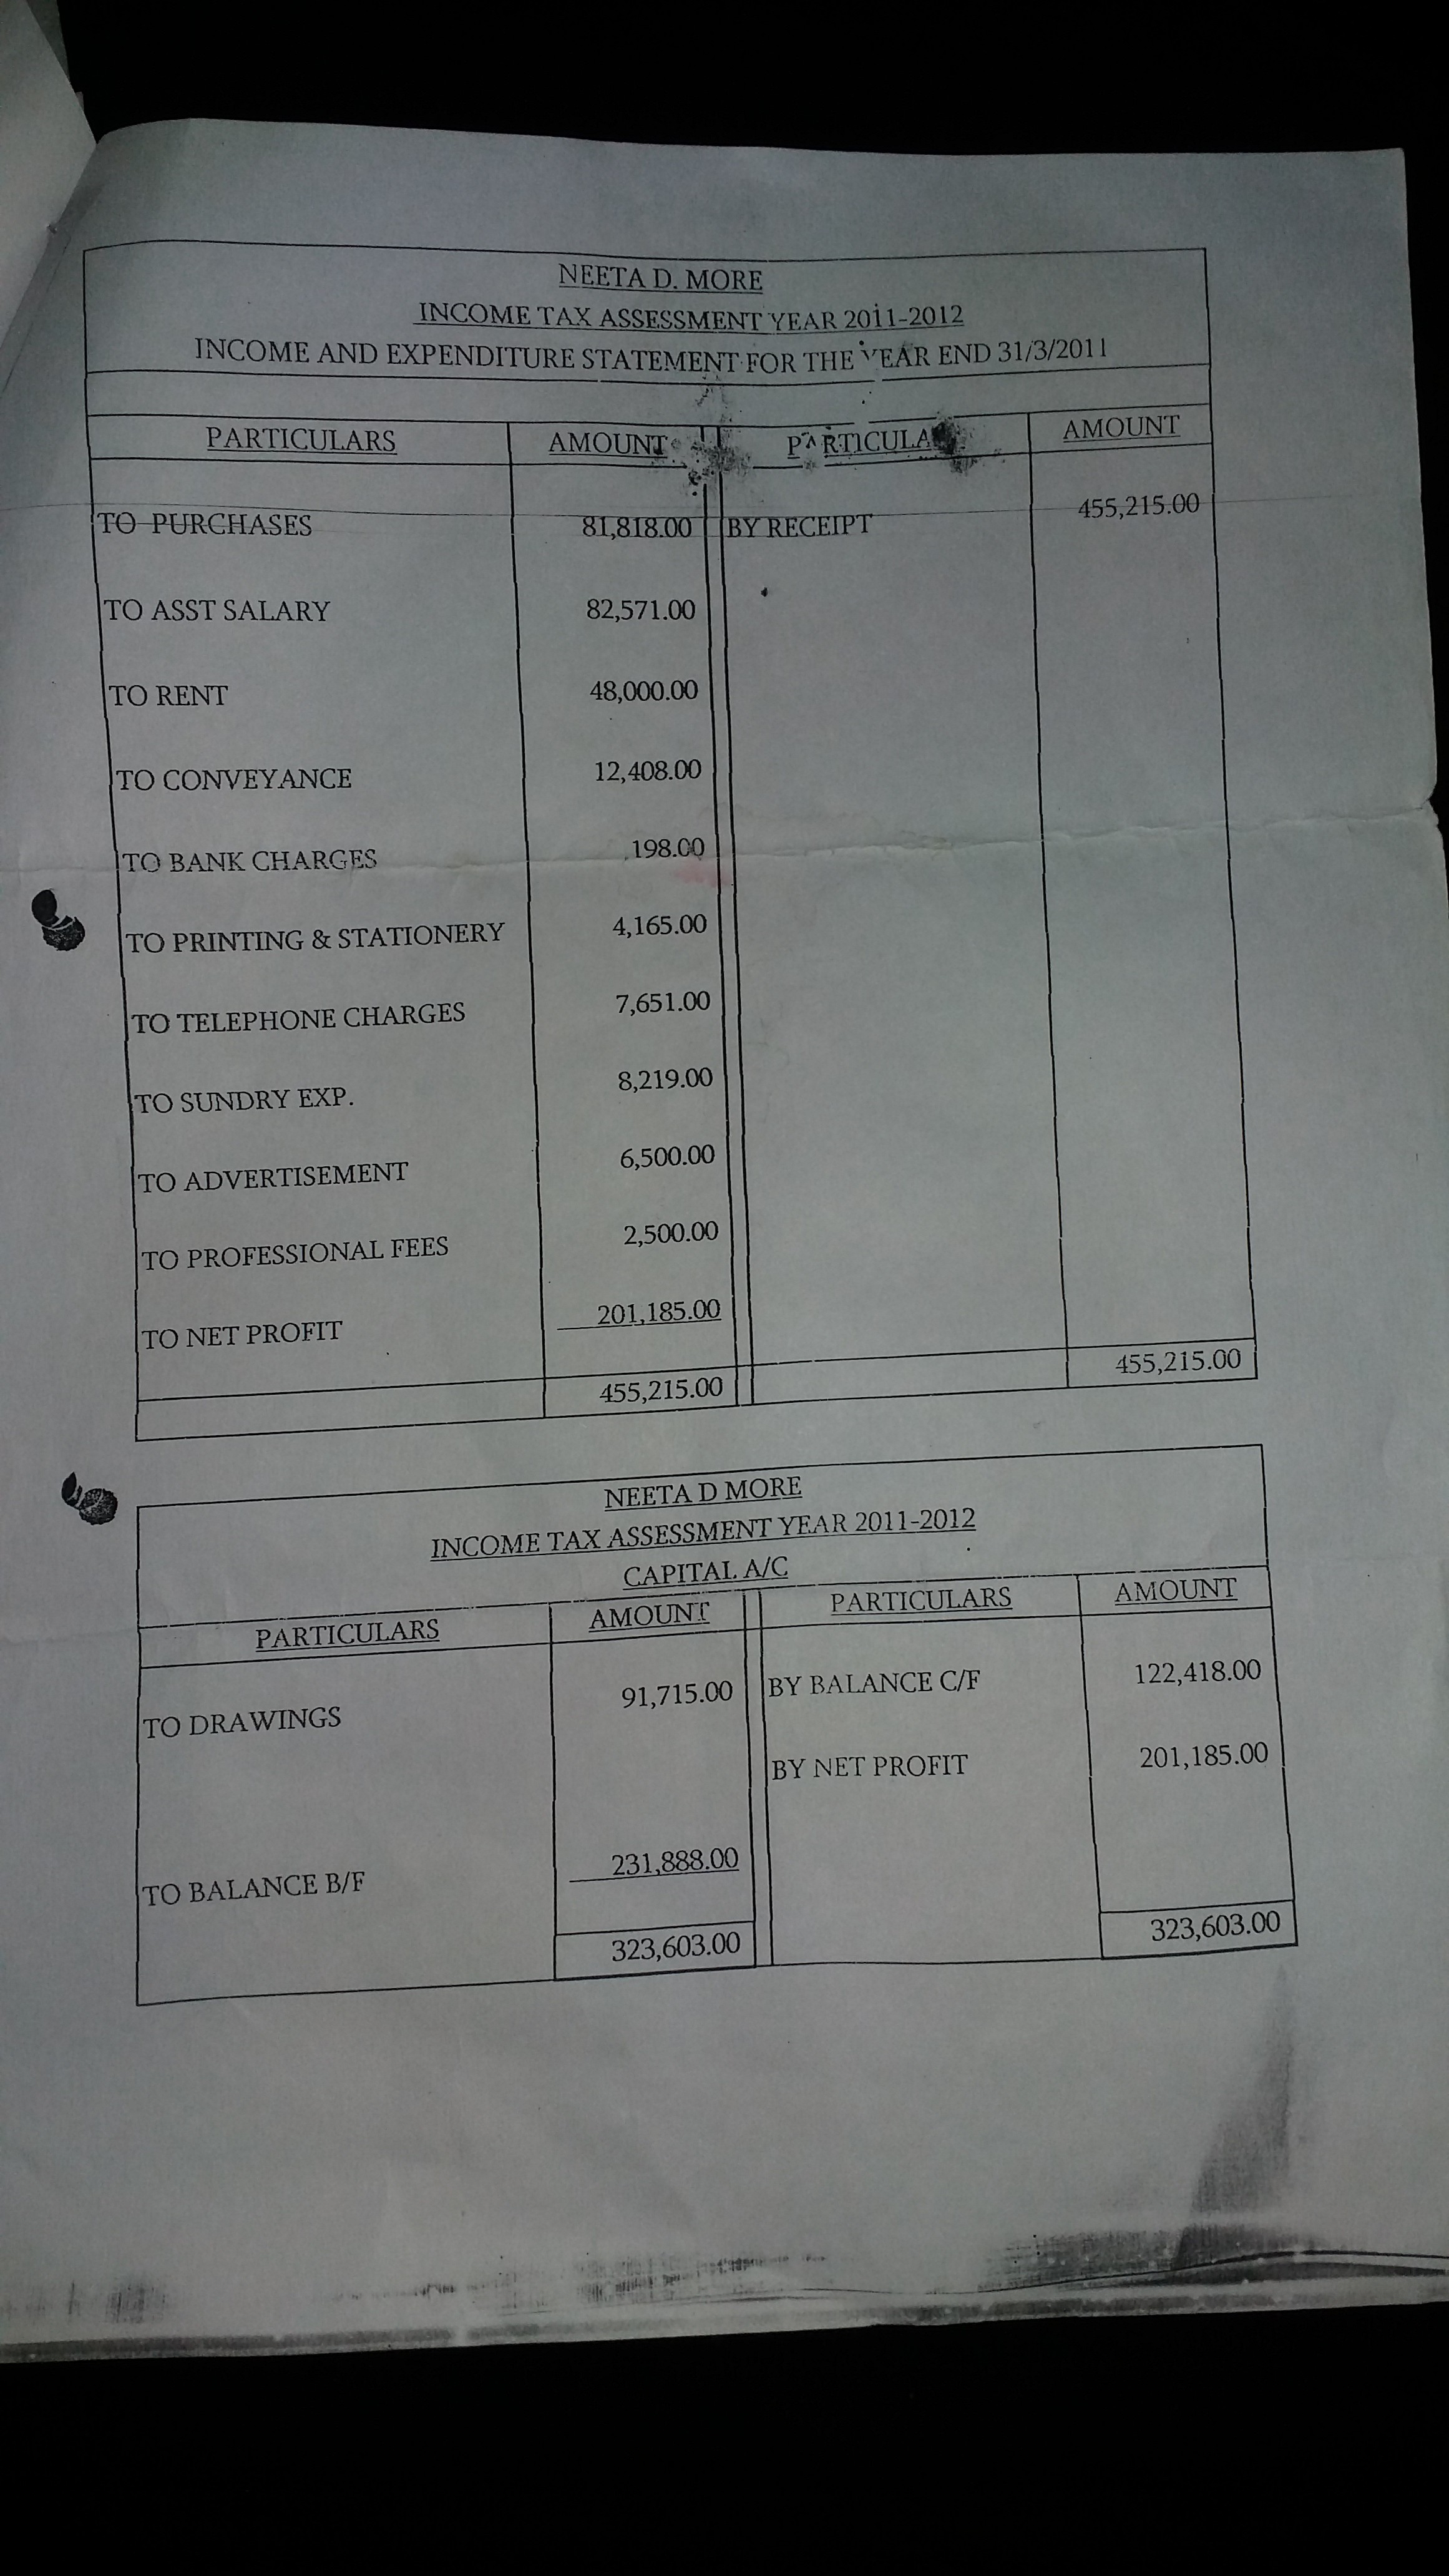 NEETA D. MORE
INCOME TAX ASSESSMENT YEAR 2011-2012
INCOME AND EXPENDITURE STATEMENT FOR THE YEAR END 31/3/2011
PARTICULARS AMOUNT PARTICULA AMOUNT
TO PURCHASES 81,818.00 BY RECEIPT 455,215.00
TO ASST SALARY 82,571.00
TO RENT 48,000.00
TO CONVEYANCE 12,408.00
TO BANK CHARGES 198.00
TO PRINTING & STATIONERY 4,165.00
TO TELEPHONE CHARGES 7,651.00
TO SUNDRY EXP. 8,219.00
TO ADVERTISEMENT 6,500.00
TO PROFESSIONAL FEES 2,500.00
TO NET PROFIT 201,185.00
455,215.00 455,215.00
NEETA D MORE
INCOME TAX ASSESSMENT YEAR 2011-2012
CAPITAL A/C
PARTICULARS AMOUNT PARTICULARS AMOUNT
TO DRAWINGS 91,715.00 BY BALANCE C/F 122,418.00
BY NET PROFIT 201,185.00
TO BALANCE B/F 231,888.00
323,603.00 323,603.00